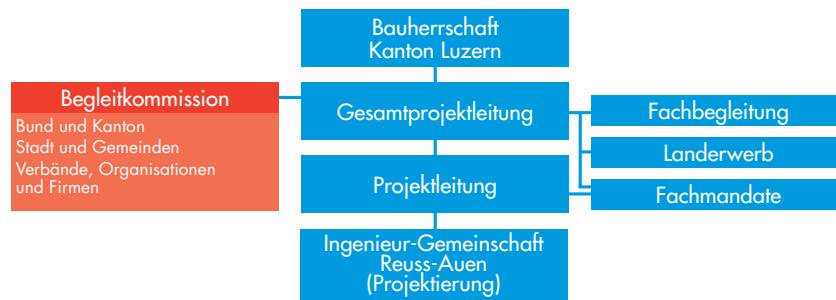 Bauherrschaft
Kanton Luzern
Begleitkommission
Bund und Kanton
Stadt und Gemeinden
Verbände, Organisationen
und Firmen
Gesamtprojektleitung
Fachbegleitung
Landerwerb
Projektleitung
Fachmandate
Ingenieur-Gemeinschaft
Reuss-Auen
(Projektierung)